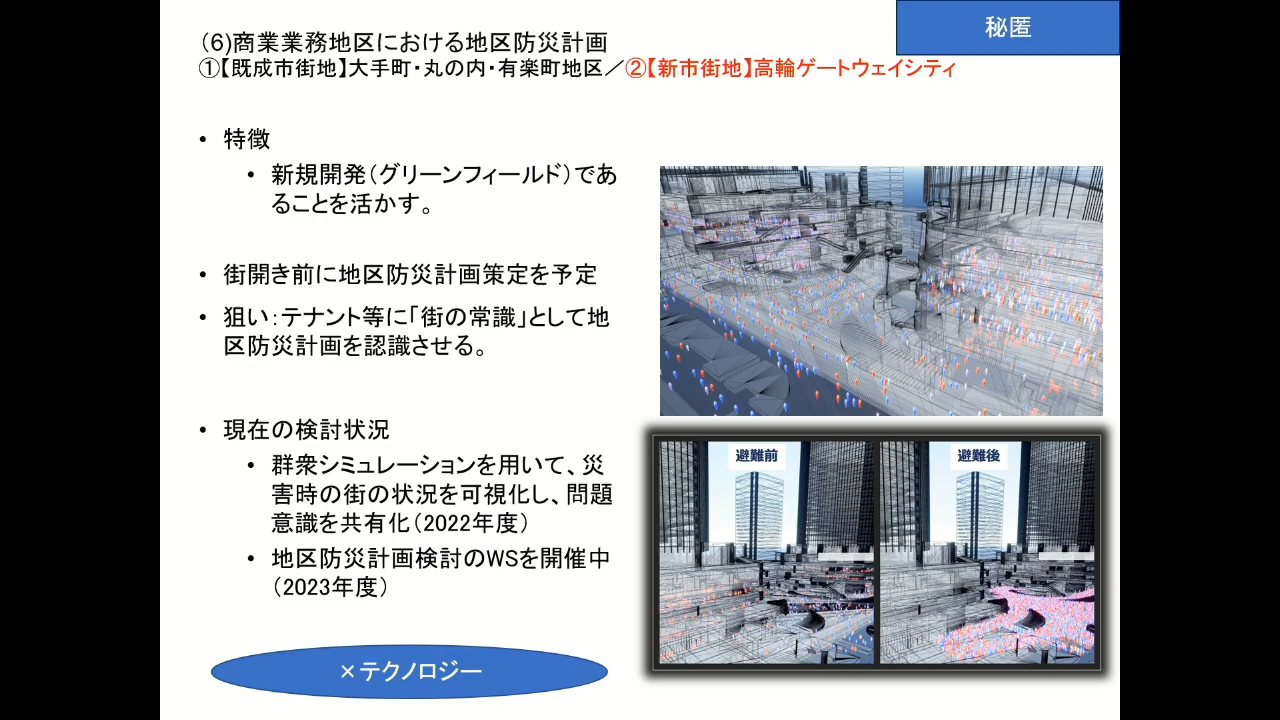 秘匿
(6)商業業務地区における地区防災計画
①【既成市街地】大手町・丸の内・有楽町地区／②【新市街地】高輪ゲートウェイシティ
• 特徴
• 新規開発（グリーンフィールド）であ
ることを活かす。
• 街開き前に地区防災計画策定を予定
• 狙い：テナント等に「街の常識」として地
区防災計画を認識させる。
• 現在の検討状況
• 群衆シミュレーションを用いて、災
害時の街の状況を可視化し、問題
意識を共有化（2022年度）
• 地区防災計画検討のWSを開催中
（2023年度）
×テクノロジー
避難前
避難後